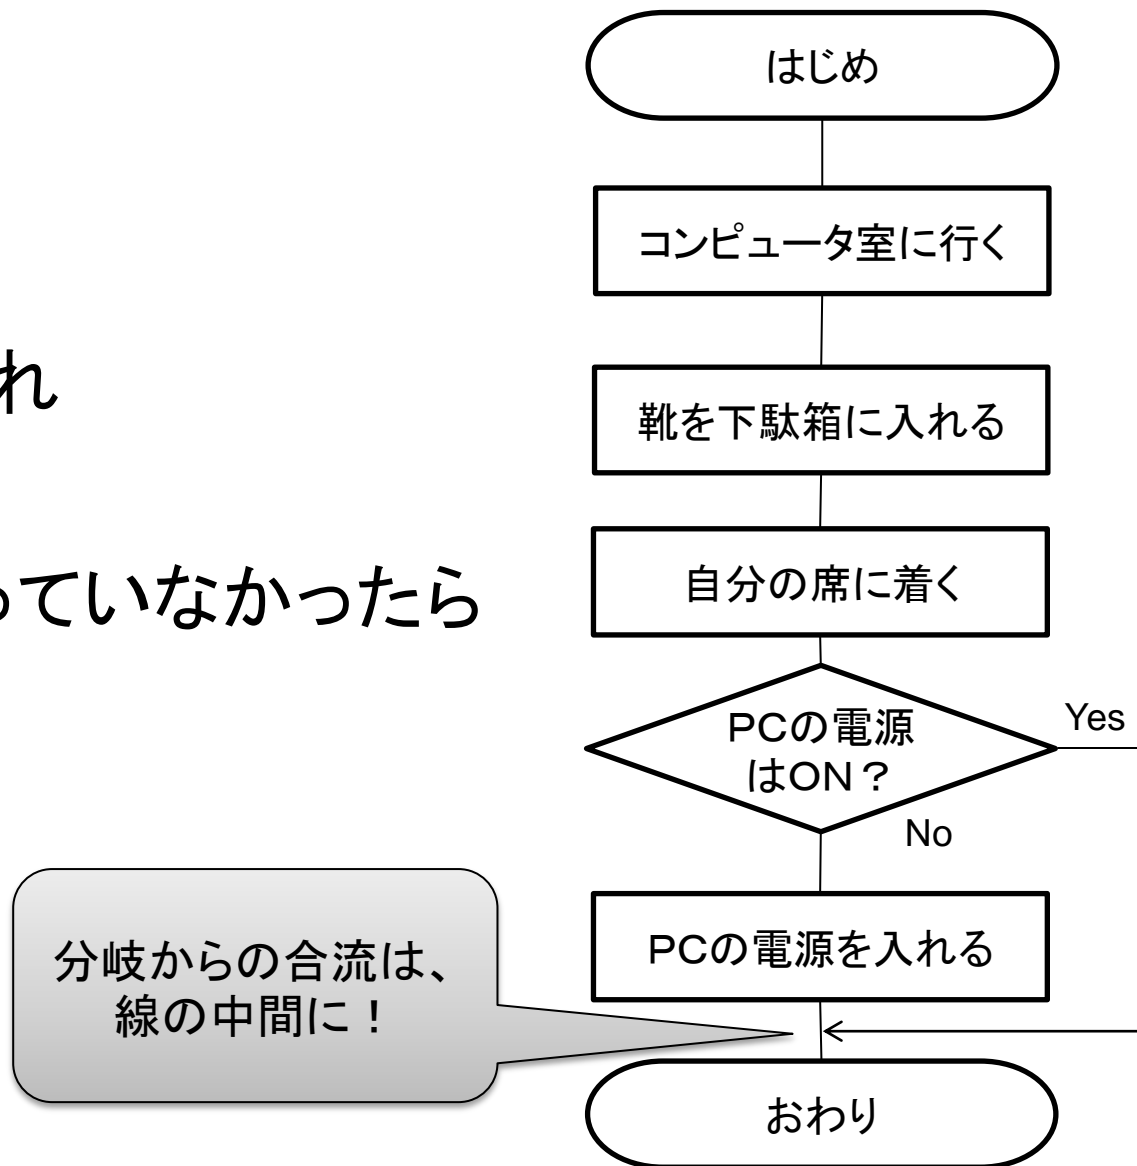 はじめ
コンピュータ室に行く
れ
靴を下駄箱に入れる
っていなかったら
自分の席に着く
PCの電源
はON？
Yes
No
分岐からの合流は、
線の中間に！
PCの電源を入れる
おわり